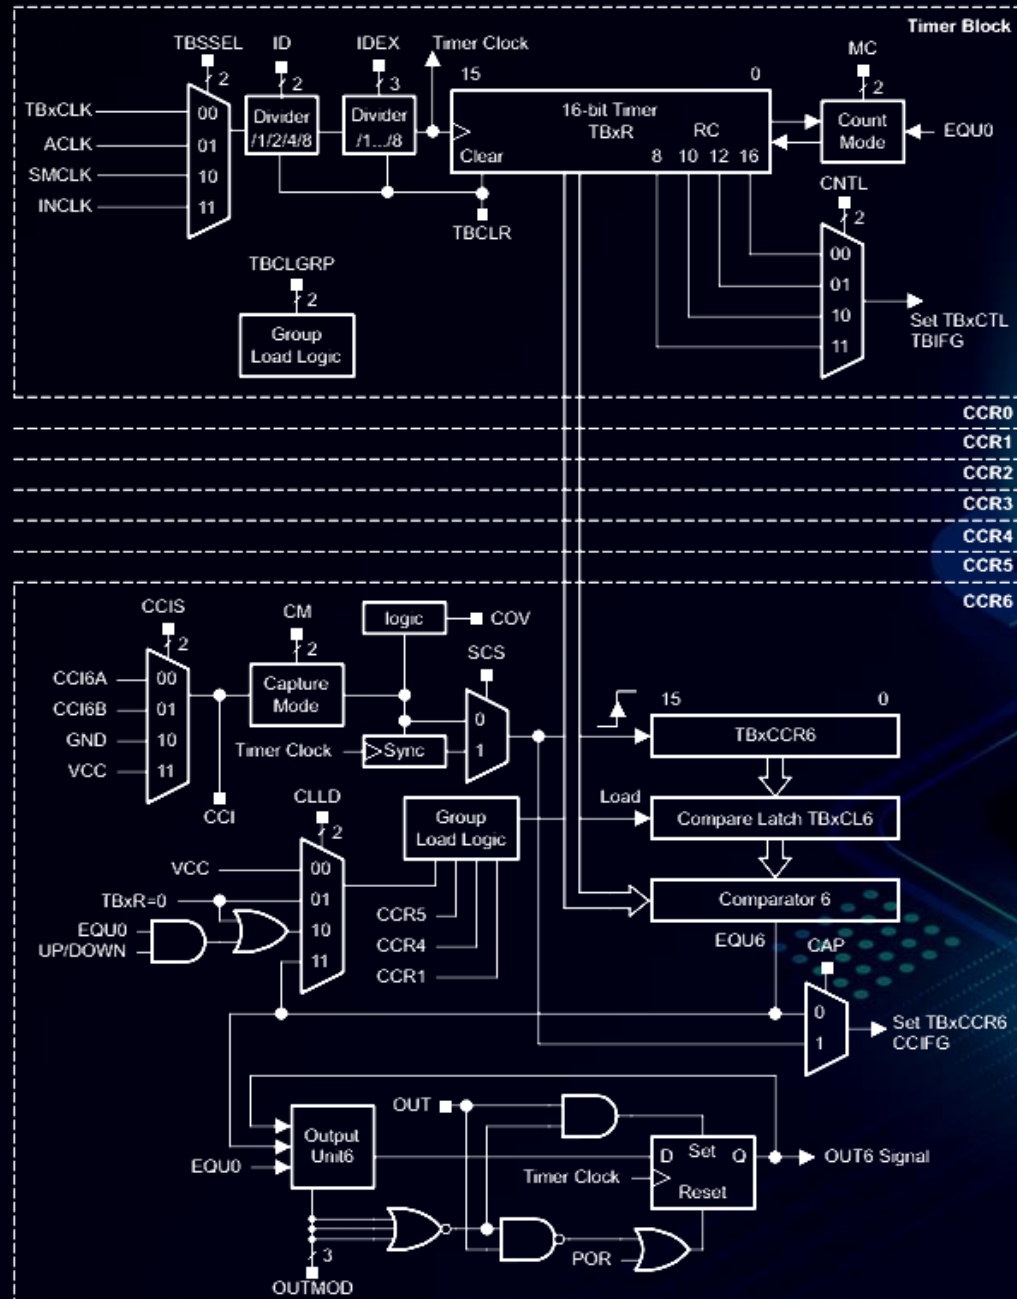 Timer Block
TBSSEL
ID
IDEX
Timer Clock
MC
2
2
3
15
0
2
TBxCLK
ACLK
SMCLK
INCLK
00
01
10
11
Divider
/1/2/4/8
Divider
/1.../8
16-bit Timer
TBxR
RC
Clear
8 10 12 16
Count
Mode
EQU0
TBCLR
CNTL
2
00
01
10
11
Set TBxCTL
TBIFG
TBCLGRP
2
Group
Load Logic
CCR0
CCR1
CCR2
CCR3
CCR4
CCR5
CCR6
CCIS
2
CM
2
logic
COV
SCS
CCI6A
CCI6B
GND
VCC
00
01
10
11
Capture
Mode
Timer Clock
Sync
0
1
15
0
TBxCCR6
CCI
CLLD
2
Group
Load Logic
Load
Compare Latch TBxCL6
VCC
TBxR=0
EQU0
UP/DOWN
00
01
10
11
CCR5
CCR4
CCR1
Comparator 6
EQU6
CAP
0
1
Set TBxCCR6
CCIFG
OUT
Output
Unit6
EQU0
Timer Clock
D
Set
Q
Reset
OUT6 Signal
3
OUTMOD
POR